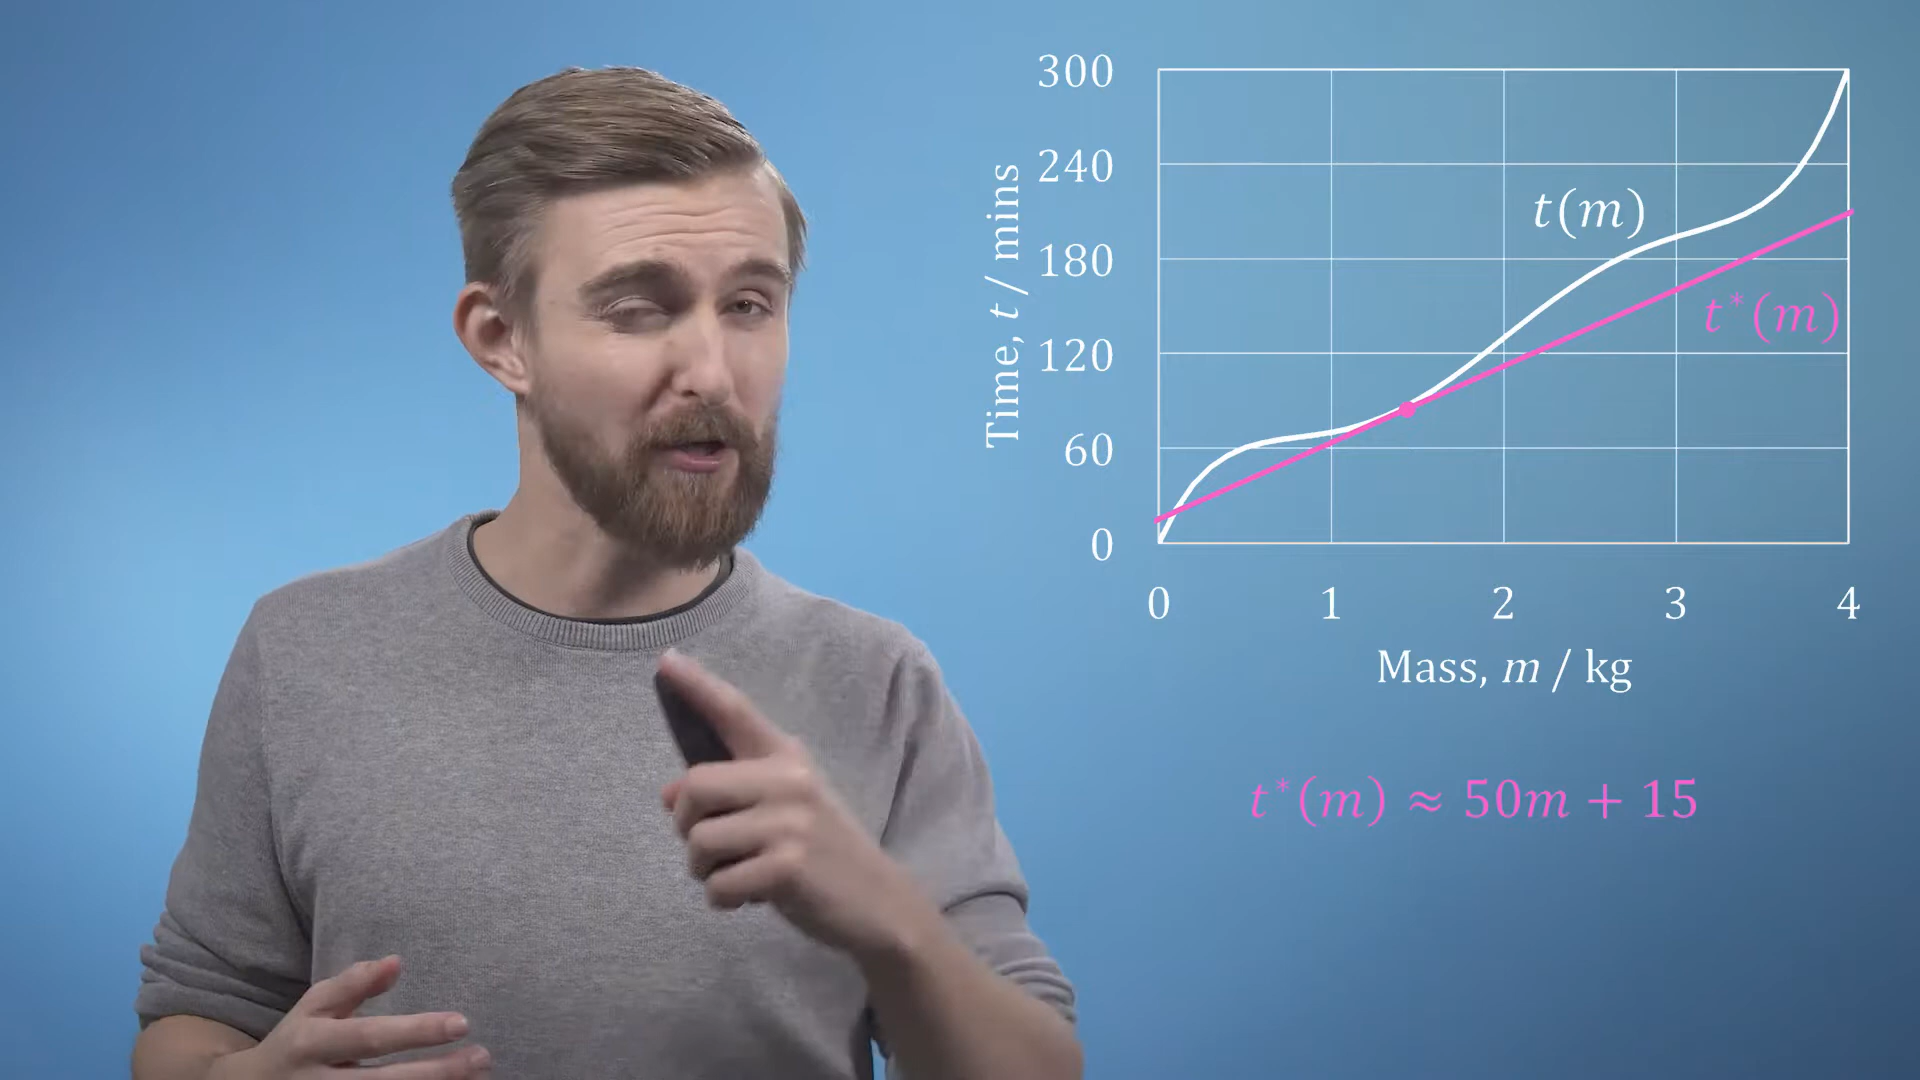 300
240
180
120
60
0
Time, t / mins
t(m)
t*(m)
0 1 2 3 4
Mass, m / kg
t*(m) ≈ 50m + 15